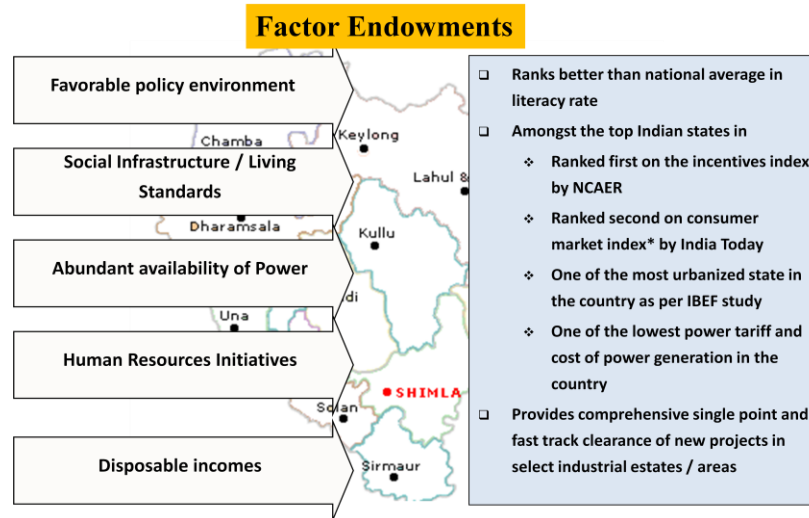 Factor Endowments
Favorable policy environment
Chamba
Keylong
Social Infrastructure / Living
Standards
Lahul &
Dharamsala
Kullu
Abundant availability of Power
di
Una
Human Resources Initiatives
SHIMLA
Solan
Disposable incomes
Sirmaur
❑ Ranks better than national average in
literacy rate
❑ Amongst the top Indian states in
❖ Ranked first on the incentives index
by NCAER
❖ Ranked second on consumer
market index* by India Today
❖ One of the most urbanized state in
the country as per IBEF study
❖ One of the lowest power tariff and
cost of power generation in the
country
❑ Provides comprehensive single point and
fast track clearance of new projects in
select industrial estates / areas